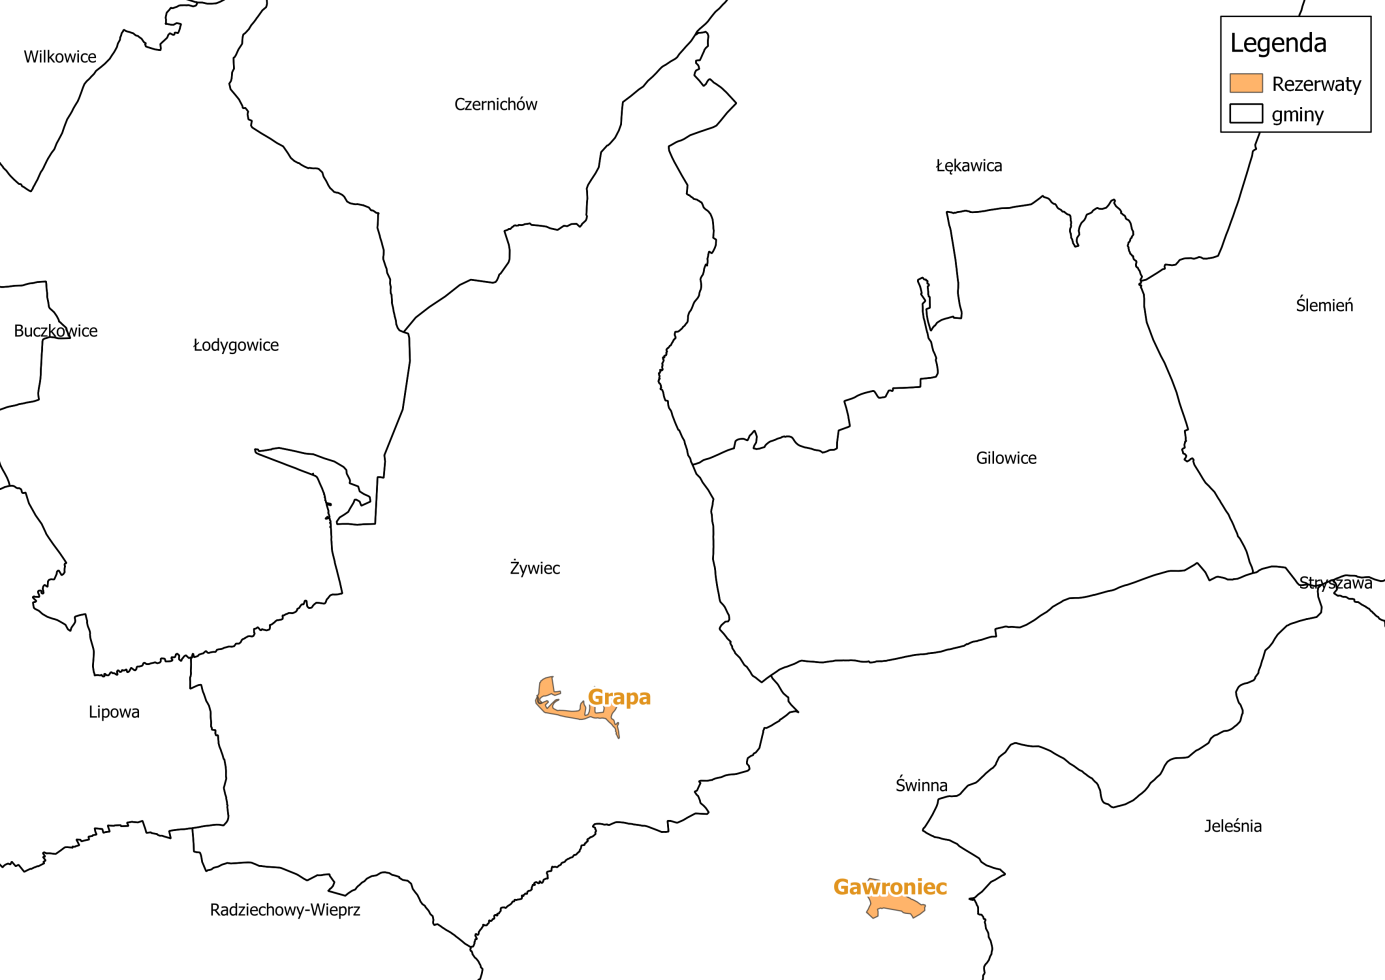 Legenda
Rezerwaty
gminy
Wilkowice
Czernichów
Łękawica
Ślemień
Buczkowice
Łodygowice
Gilowice
Żywiec
Stryszawa
Grapa
Lipowa
Świnna
Jeleśnia
Gawroniec
Radziechowy-Wieprz